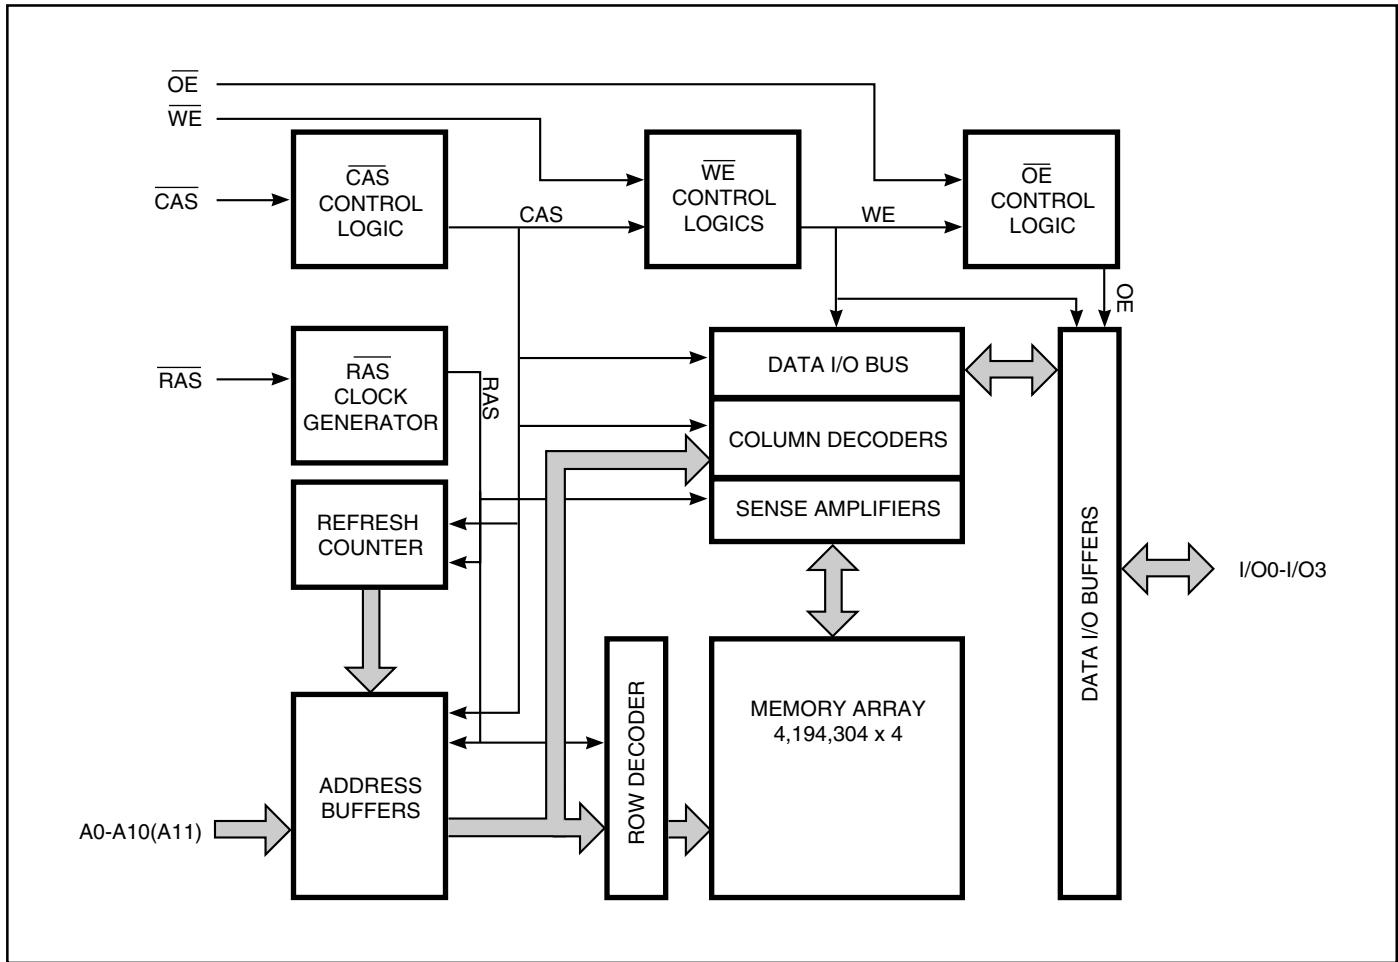 OE
WE
CAS
CAS
CONTROL
LOGIC
CAS
WE
CONTROL
LOGICS
WE
OE
CONTROL
LOGIC
OE
RAS
RAS
CLOCK
GENERATOR
RAS
DATA I/O BUS
COLUMN DECODERS
SENSE AMPLIFIERS
REFRESH
COUNTER
DATA I/O BUFFERS
I/O0-I/O3
ADDRESS
BUFFERS
A0-A10(A11)
ROW DECODER
MEMORY ARRAY
4,194,304 x 4